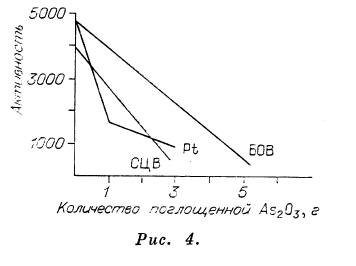 5000
3000
1000
Активность
Pt
БОВ
СЦВ
1 3 5
Количество поглощенной As₂O₃, г
Рис. 4.